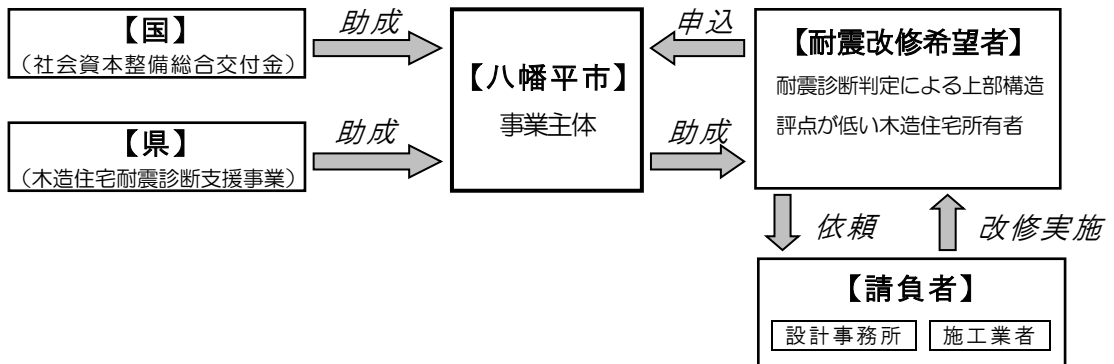 【国】
（社会資本整備総合交付金）
助成
【県】
（木造住宅耐震診断支援事業）
助成
【八幡平市】
事業主体
申込
助成
【耐震改修希望者】
耐震診断判定による上部構造
評点が低い木造住宅所有者
依頼
改修実施
【請負者】
設計事務所
施工業者